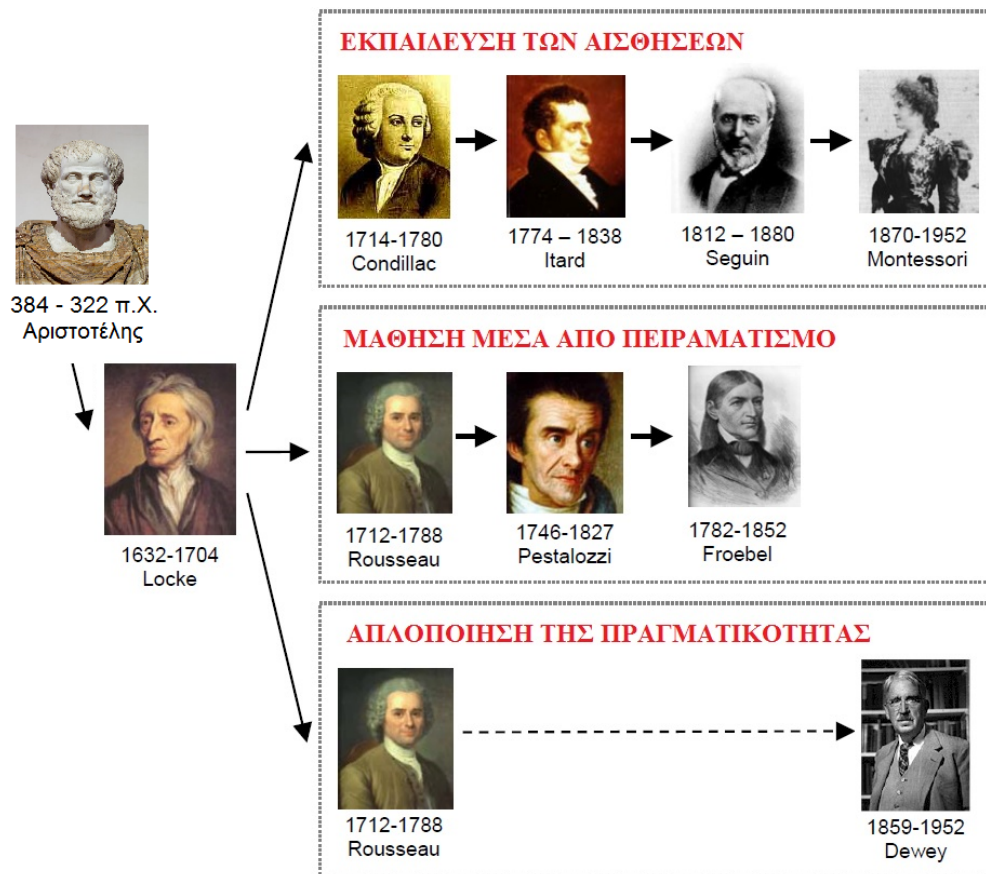 ΕΚΠΑΙΔΕΥΣΗ ΤΩΝ ΑΙΣΘΗΣΕΩΝ
1714-1780
Condillac
1774 – 1838
Itard
1812 – 1880
Seguin
1870-1952
Montessori
384 - 322 π.Χ.
Αριστοτέλης
1632-1704
Locke
ΜΑΘΗΣΗ ΜΕΣΑ ΑΠΟ ΠΕΙΡΑΜΑΤΙΣΜΟ
1712-1788
Rousseau
1746-1827
Pestalozzi
1782-1852
Froebel
ΑΠΛΟΠΟΙΗΣΗ ΤΗΣ ΠΡΑΓΜΑΤΙΚΟΤΗΤΑΣ
1712-1788
Rousseau
1859-1952
Dewey